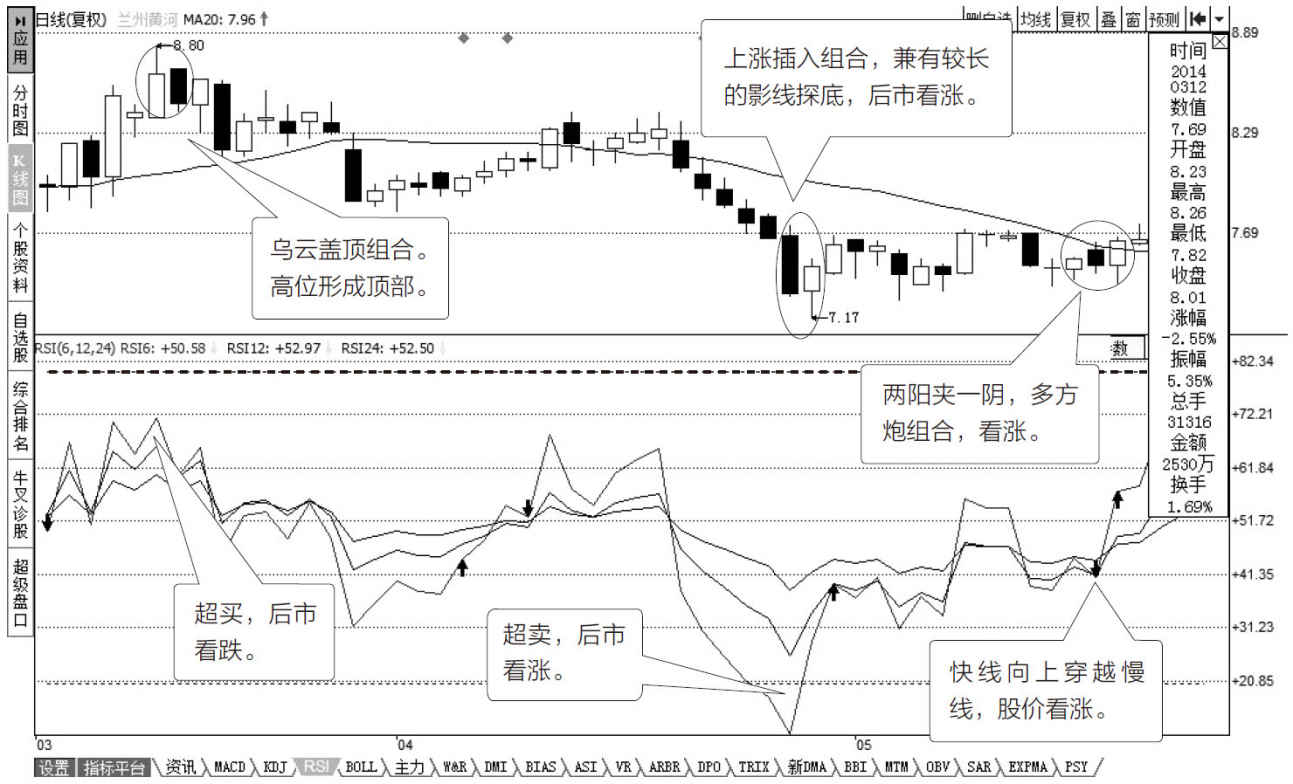 日线(复权) 兰州黄河 MA20: 7.96
均线 复权 叠 窗 预测
应用
分时图
K线图
个股资料
自选股
综合排名
牛叉诊股
超级盘口
8.80
上涨插入组合，兼有较长
的影线探底，后市看涨。
乌云盖顶组合。
高位形成顶部。
7.17
两阳夹一阴，多方
炮组合，看涨。
8.89
8.29
7.69
时间
2014
0312
数值
7.69
开盘
8.23
最高
8.26
最低
7.82
收盘
8.01
涨幅
-2.55%
振幅
5.35%
总手
31316
金额
2530万
换手
1.69%
RSI(6,12,24) RSI6: +50.58 RSI12: +52.97 RSI24: +52.50
数
+82.34
+72.21
+61.84
+51.72
+41.35
+31.23
+20.85
超买，后市
看跌。
超卖，后市
看涨。
快线向上穿越慢
线，股价看涨。
03 04 05
设置 指标平台 资讯 MACD KDJ RSI BOLL 主力 W&R DMI BIAS ASI VR ARBR DPO TRIX 新DMA BBI MTM OBV SAR EXPMA PSY